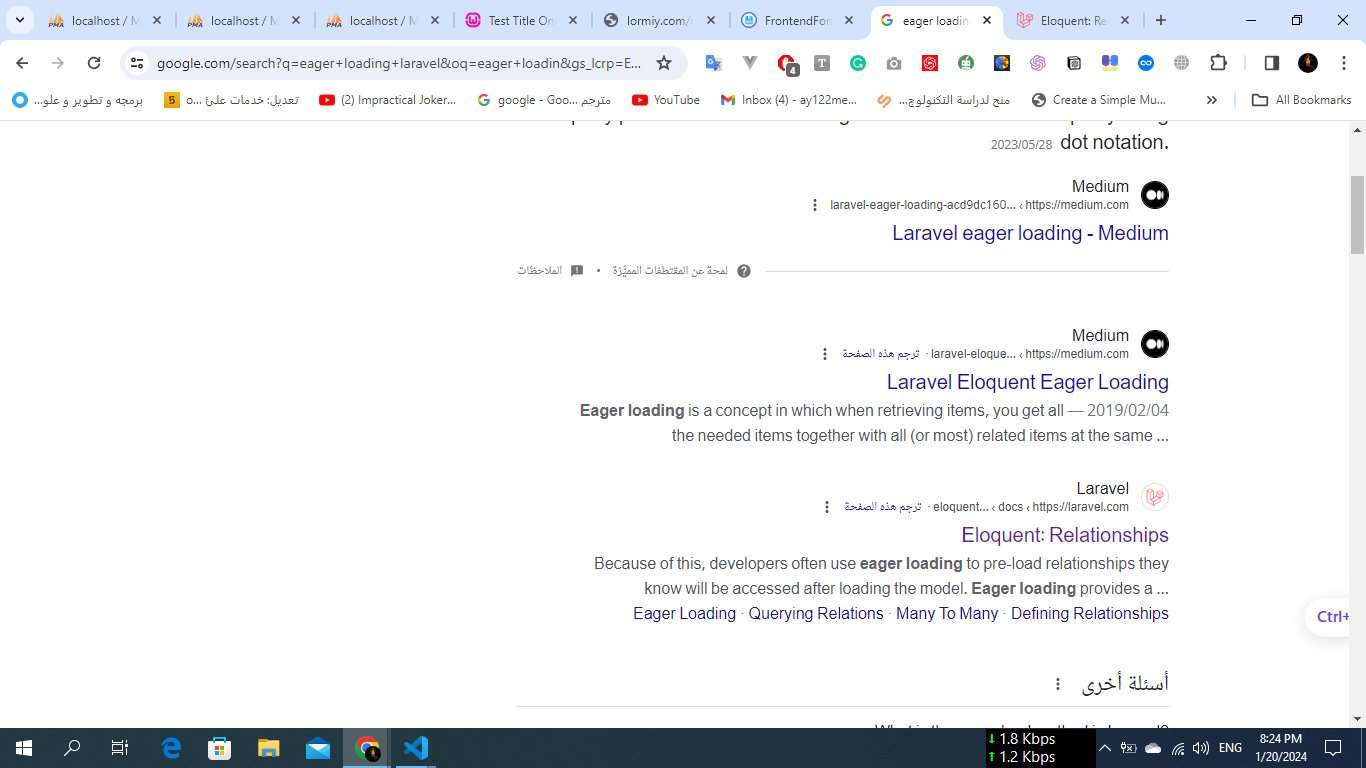 localhost / M
localhost / M
localhost / M
Test Title On
lormiy.com/
FrontendFor
eager loadin
Eloquent: Re
google.com/search?q=eager+loading+laravel&oq=eager+loadin&gs_lcrp=E...
4
برمجه و تطوير و علو...
5 تعديل: خدمات علئ o...
(2) Impractical Joker...
google - Goo... مترجم
YouTube
Inbox (4) - ay122me...
منح لدراسة التكنولوج...
Create a Simple Mu...
All Bookmarks
dot notation. 2023/05/28
Medium
https://medium.com › laravel-eager-loading-acd9dc160...
Laravel eager loading - Medium
لمحة عن المقتطفات المميَّزة • الملاحظات
Medium
https://medium.com › laravel-eloque... · ترجم هذه الصفحة
Laravel Eloquent Eager Loading
2019/02/04 — Eager loading is a concept in which when retrieving items, you get all
the needed items together with all (or most) related items at the same ...
Laravel
https://laravel.com › docs › eloquent... · ترجم هذه الصفحة
Eloquent: Relationships
Because of this, developers often use eager loading to pre-load relationships they
know will be accessed after loading the model. Eager loading provides a ...
Eager Loading · Querying Relations · Many To Many · Defining Relationships
Ctrl+
أسئلة أخرى
1.8 Kbps
1.2 Kbps
ENG
8:24 PM
1/20/2024